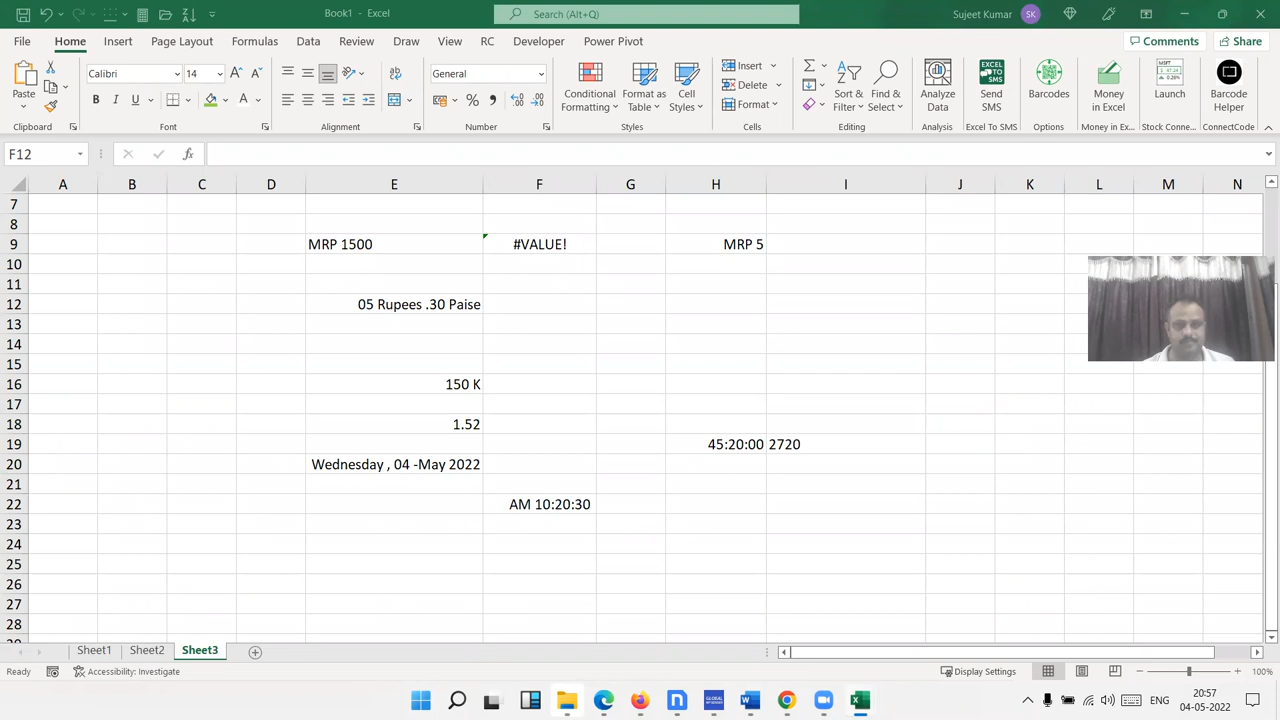 Book1 - Excel
Search (Alt+Q)
Sujeet Kumar
SK
File Home Insert Page Layout Formulas Data Review View Draw RC Developer Power Pivot
Comments Share
Paste
Calibri 14
B I U
General
Conditional Formatting
Format as Table
Cell Styles
Insert
Delete
Format
Sort & Filter
Find & Select
Analyze Data
Send SMS
Barcodes
Money in Excel
Launch
Barcode Helper
Clipboard Font Alignment Number Styles Cells Editing Analysis Excel To SMS Options Money in Ex... Stock Conne... ConnectCode
F12 fx
A B C D E F G H I J K L M N
7
8
9 MRP 1500 #VALUE! MRP 5
10
11
12 05 Rupees .30 Paise
13
14
15
16 150 K
17
18 1.52
19 45:20:00 2720
20 Wednesday , 04 -May 2022
21
22 AM 10:20:30
23
24
25
26
27
28
Sheet1 Sheet2 Sheet3
Ready Accessibility: Investigate Display Settings 100%
ENG 20:57
04-05-2022